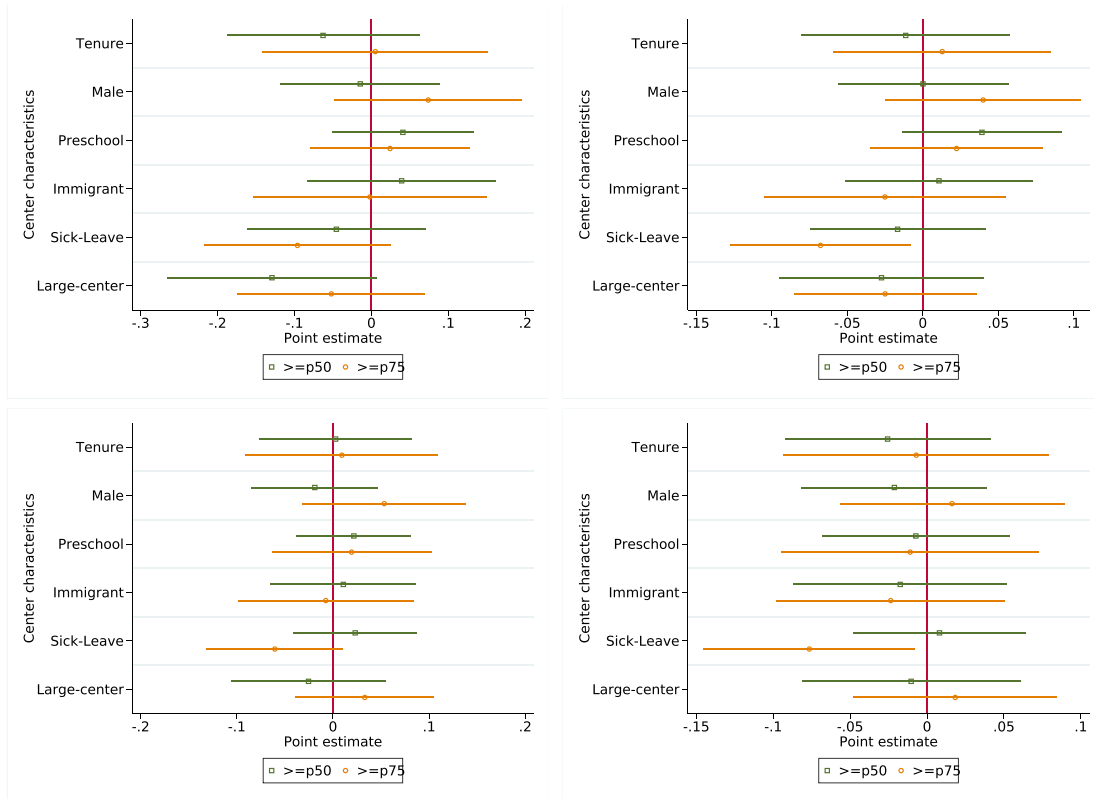 Center characteristics
Tenure
Male
Preschool
Immigrant
Sick-Leave
Large-center
-.3 -.2 -.1 0 .1 .2
Point estimate
>=p50 >=p75
Center characteristics
Tenure
Male
Preschool
Immigrant
Sick-Leave
Large-center
-.15 -.1 -.05 0 .05 .1
Point estimate
>=p50 >=p75
Center characteristics
Tenure
Male
Preschool
Immigrant
Sick-Leave
Large-center
-.2 -.1 0 .1 .2
Point estimate
>=p50 >=p75
Center characteristics
Tenure
Male
Preschool
Immigrant
Sick-Leave
Large-center
-.15 -.1 -.05 0 .05 .1
Point estimate
>=p50 >=p75